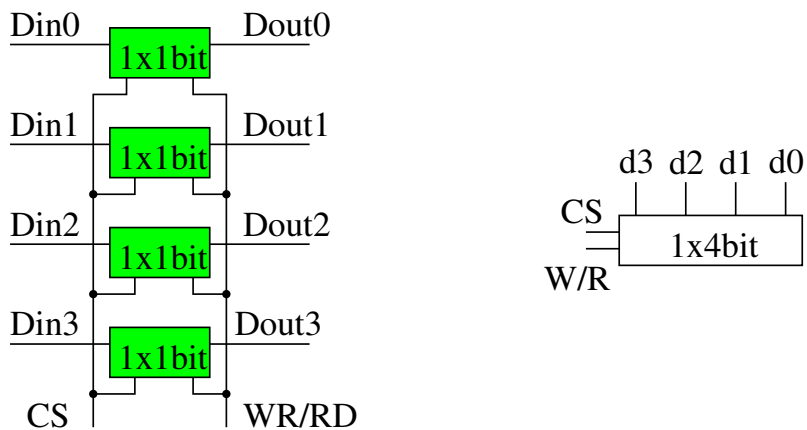 Din0 Dout0
1x1bit
Din1 Dout1
1x1bit
Din2 Dout2
1x1bit
Din3 Dout3
1x1bit
CS WR/RD
d3 d2 d1 d0
CS
1x4bit
W/R